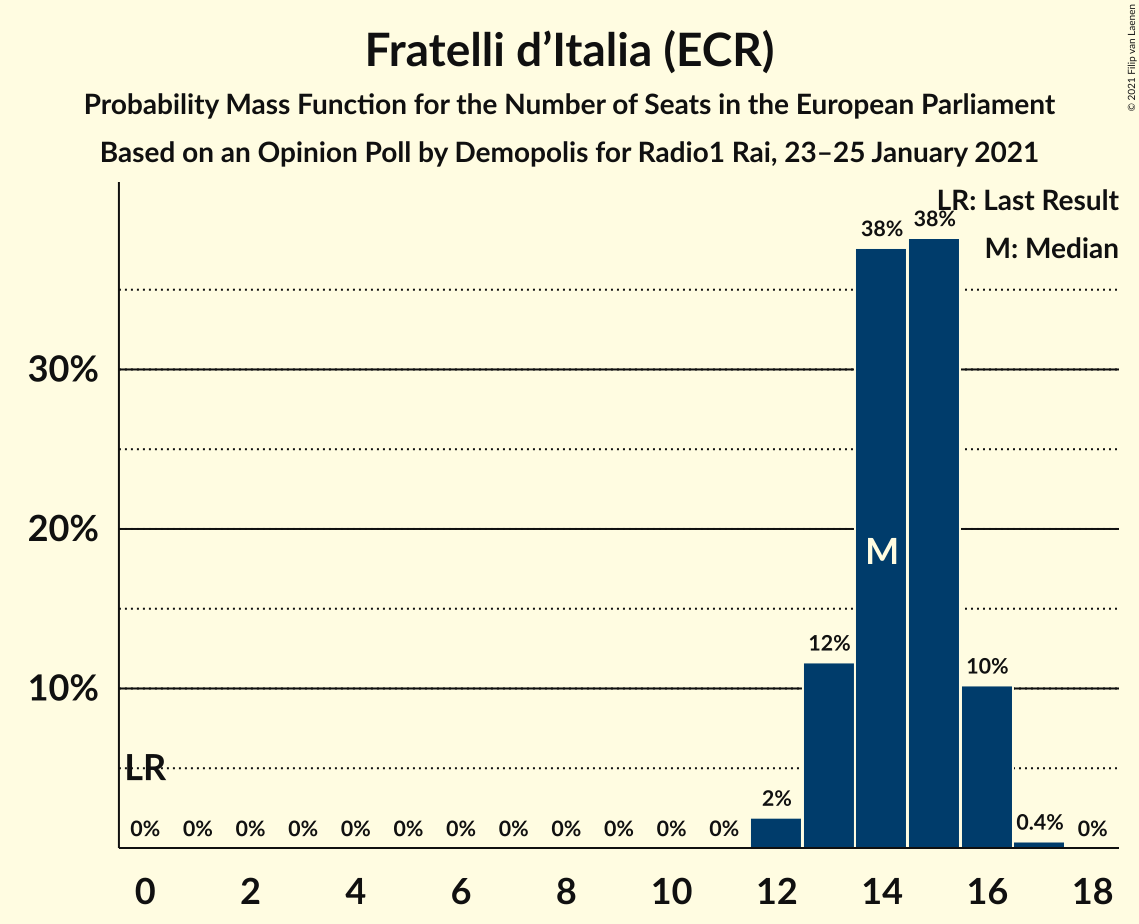 Fratelli d’Italia (ECR)
Probability Mass Function for the Number of Seats in the European Parliament
Based on an Opinion Poll by Demopolis for Radio1 Rai, 23–25 January 2021
© 2021 Filip van Laenen
LR: Last Result
M: Median
38% 38%
30%
20%
M
12% 10%
10%
LR
0% 0% 0% 0% 0% 0% 0% 0% 0% 0% 0% 0% 2% 0.4% 0%
0 2 4 6 8 10 12 14 16 18